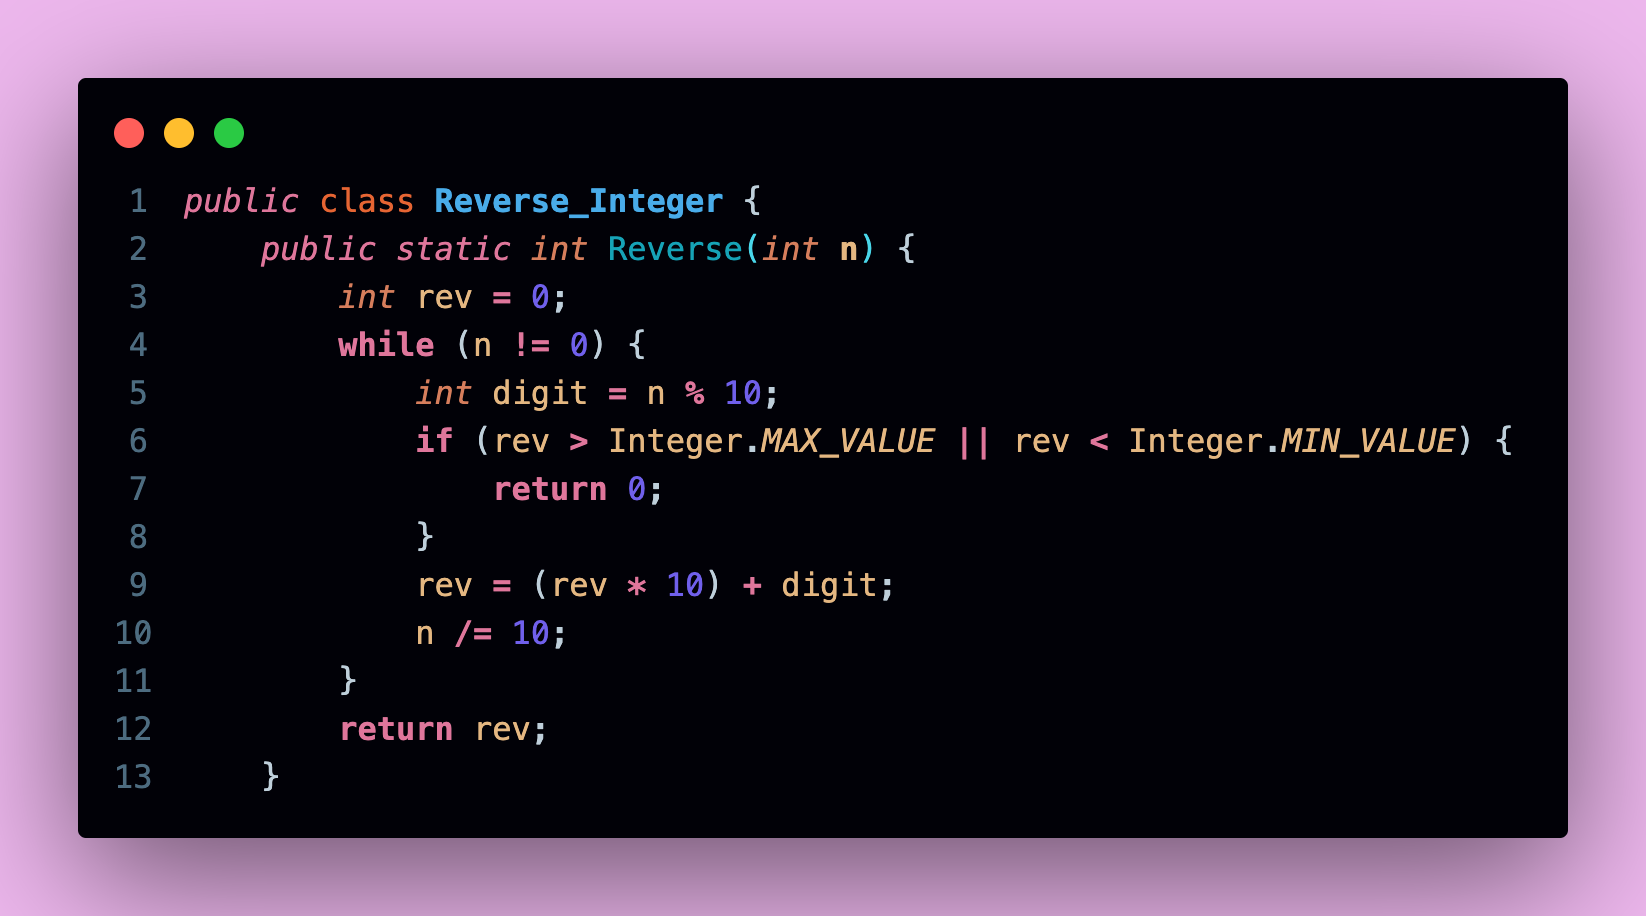 1 public class Reverse_Integer {
2     public static int Reverse(int n) {
3         int rev = 0;
4         while (n != 0) {
5             int digit = n % 10;
6             if (rev > Integer.MAX_VALUE || rev < Integer.MIN_VALUE) {
7                 return 0;
8             }
9             rev = (rev * 10) + digit;
10             n /= 10;
11         }
12         return rev;
13     }